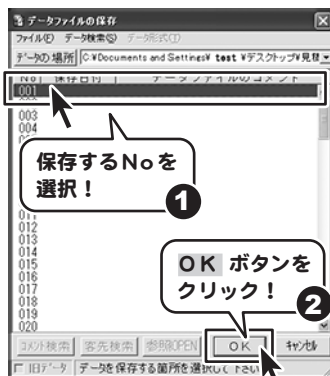 データファイルの保存
ファイル(F) データ検索(S) データ形式(T)
データの場所 C:¥Documents and Settings¥ test ¥デスクトップ¥見積
No 保存日付 データファイルのコメント
001
003
004
保存するNoを
選択!
1
011
012
013
014
015
016
017
018
019
020
OK ボタンを
クリック!
2
コメント検索 客先検索 参照OPEN OK キャンセル
旧データ データを保存する箇所を選択して下さい